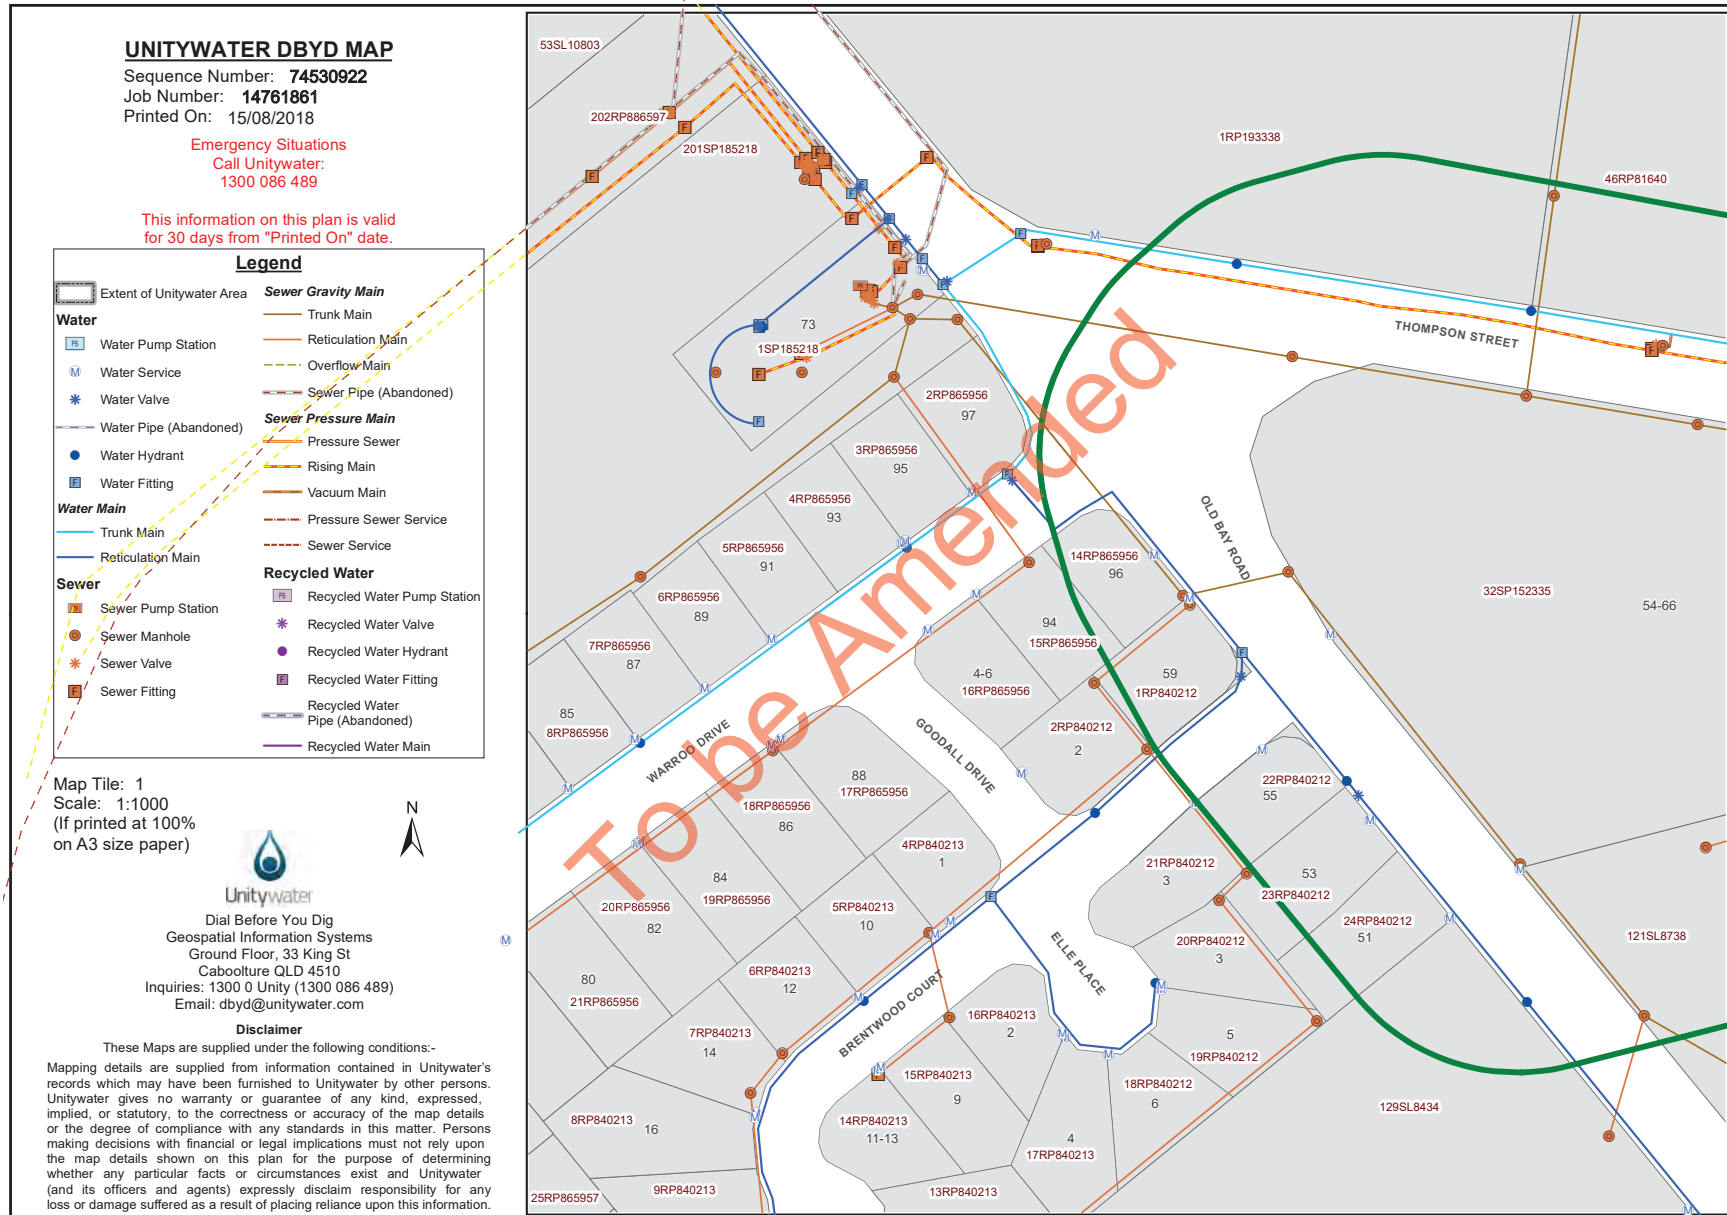 UNITYWATER DBYD MAP
Sequence Number: 74530922
Job Number: 14761861
Printed On: 15/08/2018
Emergency Situations
Call Unitywater:
1300 086 489
This information on this plan is valid
for 30 days from "Printed On" date.
Legend
Extent of Unitywater Area
Water
PS Water Pump Station
M Water Service
Water Valve
Water Pipe (Abandoned)
Water Hydrant
F Water Fitting
Water Main
Trunk Main
Reticulation Main
Sewer
Sewer Pump Station
Sewer Manhole
Sewer Valve
F Sewer Fitting
Sewer Gravity Main
Trunk Main
Reticulation Main
Overflow Main
Sewer Pipe (Abandoned)
Sewer Pressure Main
Pressure Sewer
Rising Main
Vacuum Main
Pressure Sewer Service
Sewer Service
Recycled Water
PS Recycled Water Pump Station
Recycled Water Valve
Recycled Water Hydrant
F Recycled Water Fitting
Recycled Water
Pipe (Abandoned)
Recycled Water Main
Map Tile: 1
Scale: 1:1000
(If printed at 100%
on A3 size paper)
N
Unitywater
Dial Before You Dig
Geospatial Information Systems
Ground Floor, 33 King St
Caboolture QLD 4510
Inquiries: 1300 0 Unity (1300 086 489)
Email: dbyd@unitywater.com
Disclaimer
These Maps are supplied under the following conditions:-
Mapping details are supplied from information contained in Unitywater's
records which may have been furnished to Unitywater by other persons.
Unitywater gives no warranty or guarantee of any kind, expressed,
implied, or statutory, to the correctness or accuracy of the map details
or the degree of compliance with any standards in this matter. Persons
making decisions with financial or legal implications must not rely upon
the map details shown on this plan for the purpose of determining
whether any particular facts or circumstances exist and Unitywater
(and its officers and agents) expressly disclaim responsibility for any
loss or damage suffered as a result of placing reliance upon this information.
53SL10803
202RP886597
201SP185218
1RP193338
46RP81640
73
1SP185218
THOMPSON STREET
2RP865956
97
3RP865956
95
4RP865956
93
5RP865956
91
6RP865956
89
7RP865956
87
85
8RP865956
OLD BAY ROAD
14RP865956
96
94
15RP865956
4-6
16RP865956
59
1RP840212
2RP840212
2
32SP152335
54-66
WARROO DRIVE
GOODALL DRIVE
To be Amended
88
17RP865956
18RP865956
86
84
19RP865956
20RP865956
82
80
21RP865956
4RP840213
1
5RP840213
10
6RP840213
12
7RP840213
14
8RP840213
16
9RP840213
25RP865957
22RP840212
55
21RP840212
3
53
23RP840212
24RP840212
51
20RP840212
3
121SL8738
ELLE PLACE
BRENTWOOD COURT
16RP840213
2
15RP840213
9
14RP840213
11-13
13RP840213
4
17RP840213
5
19RP840212
18RP840212
6
129SL8434